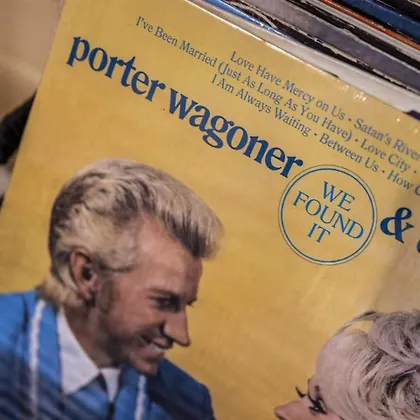 Love Have Mercy on Us • Satan's River
I've Been Married (Just As Long As You Have) • Love City •
I Am Always Waiting • Between Us • How
porter wagoner &
WE
FOUND
IT